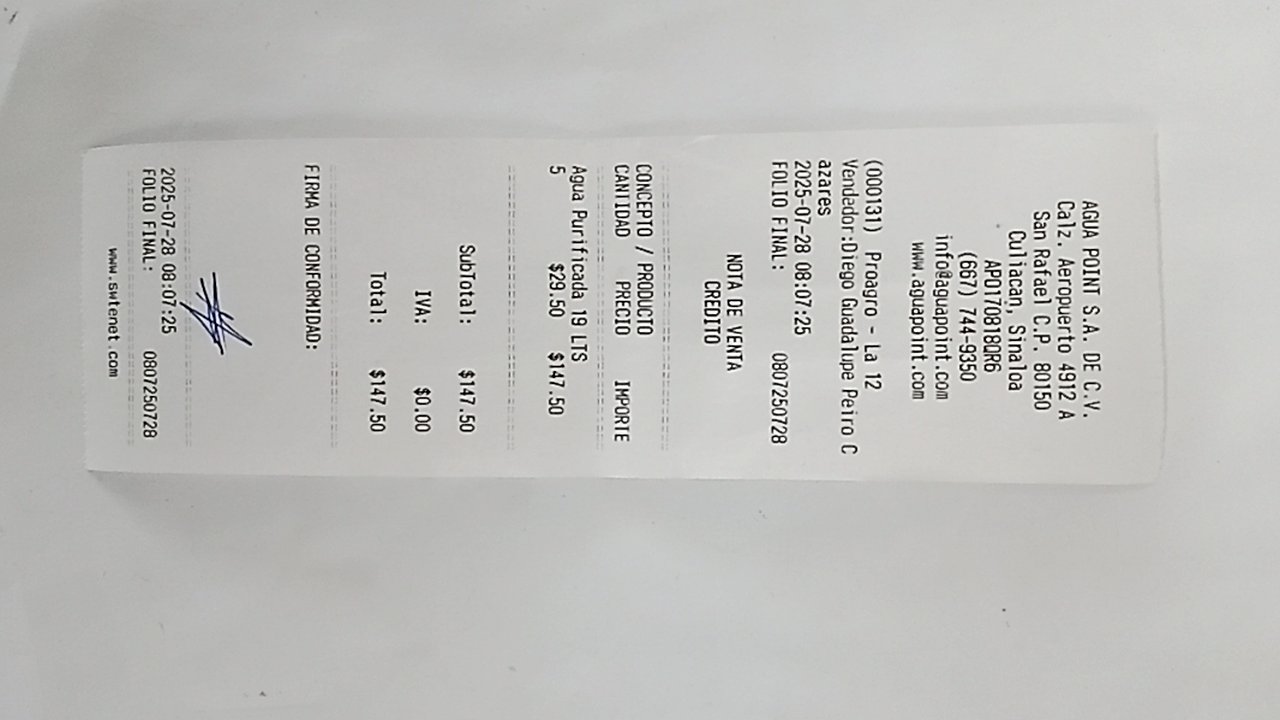 AGUA POINT S.A. DE C.V.
Calz. Aeropuerto 4912 A
San Rafael C.P. 80150
Culiacan, Sinaloa
APO170818QR6
(667) 744-9350
info@aguapoint.com
www.aguapoint.com
(000131) Proagro - La 12
Vendador:Diego Guadalupe Peiro C
azares
2025-07-28 08:07:25
FOLIO FINAL: 0807250728
NOTA DE VENTA
CREDITO
CONCEPTO / PRODUCTO
CANTIDAD PRECIO IMPORTE
Agua Purificada 19 LTS
5 $29.50 $147.50
SubTotal: $147.50
IVA: $0.00
Total: $147.50
FIRMA DE CONFORMIDAD:
2025-07-28 08:07:25
FOLIO FINAL: 0807250728
www.swtenet.com